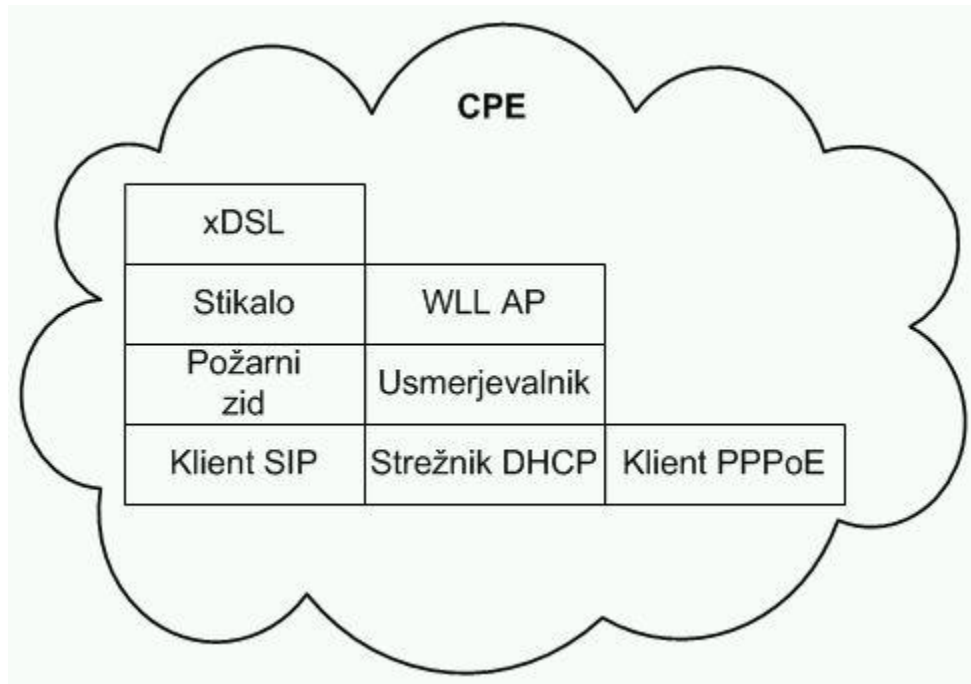 CPE
xDSL
Stikalo
WLL AP
Požarni
zid
Usmerjevalnik
Klient SIP
Strežnik DHCP
Klient PPPoE